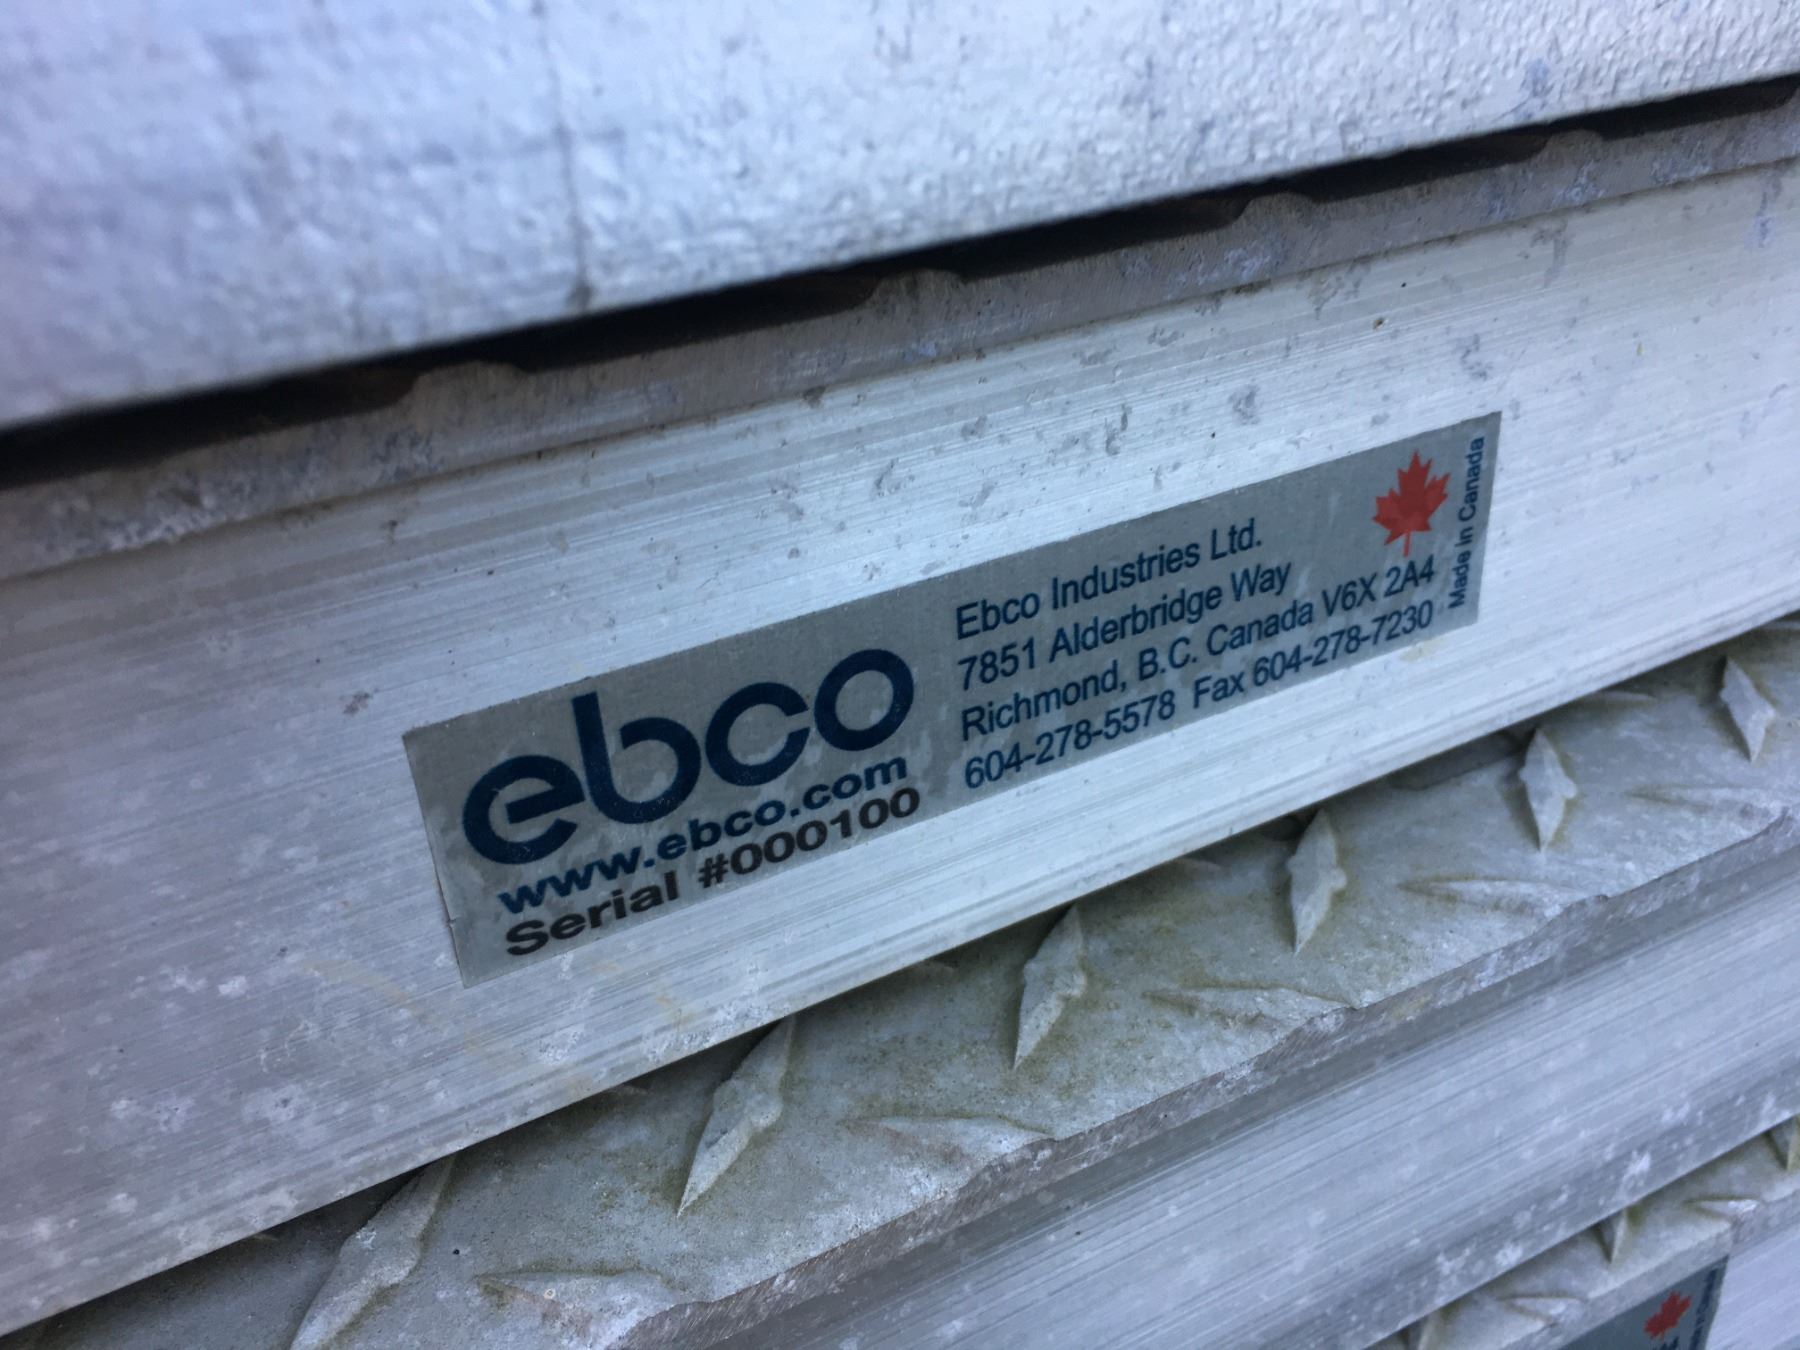 ebco
www.ebco.com
Serial #000100
Ebco Industries Ltd.
7851 Alderbridge Way
Richmond, B.C. Canada V6X 2A4
604-278-5578 Fax 604-278-7230
Made in Canada